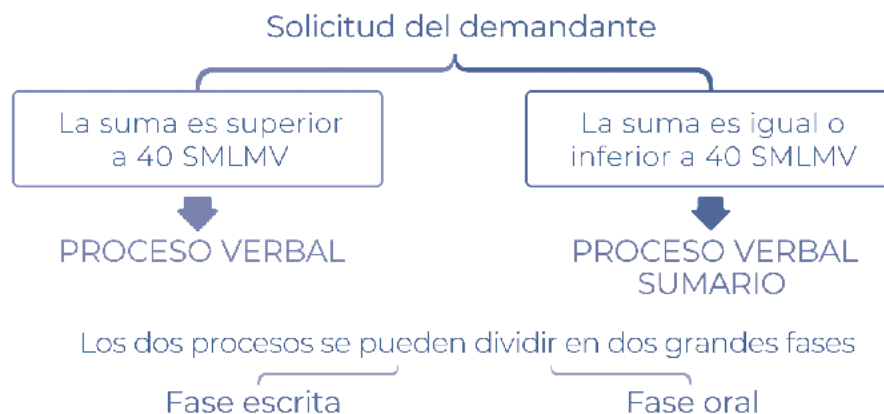 Solicitud del demandante
La suma es superior
a 40 SMLMV
La suma es igual o
inferior a 40 SMLMV
PROCESO VERBAL
PROCESO VERBAL
SUMARIO
Los dos procesos se pueden dividir en dos grandes fases
Fase escrita
Fase oral